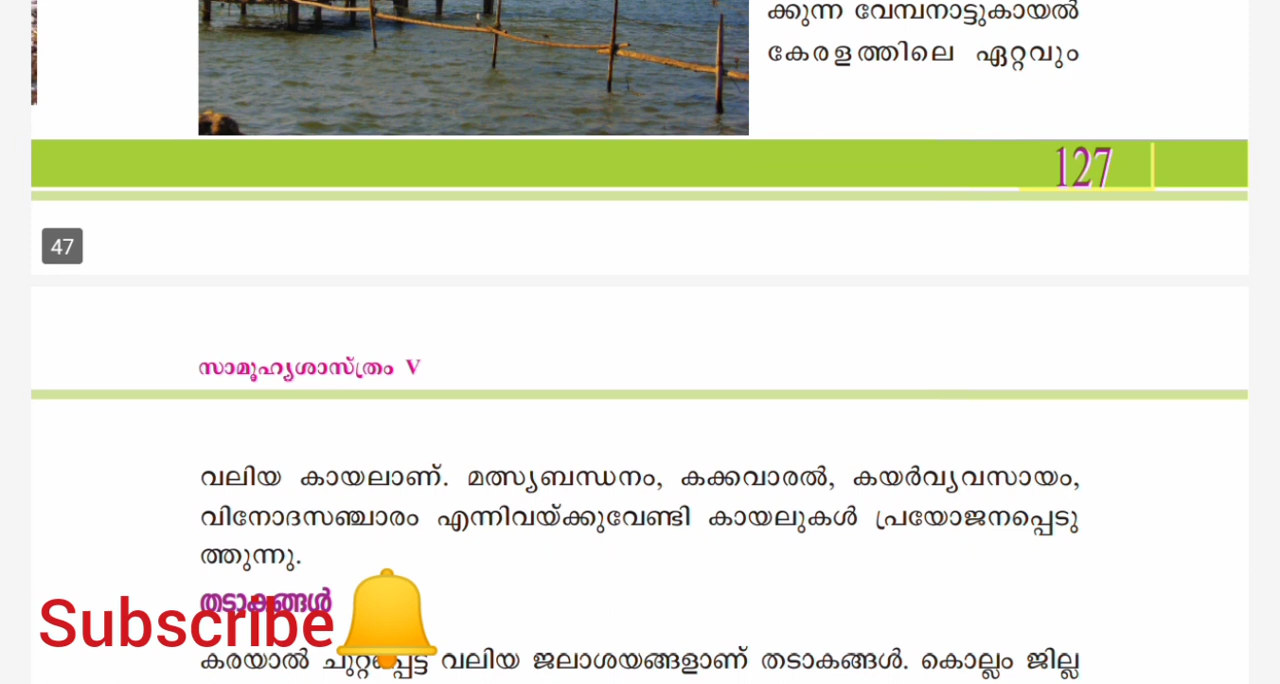 ക്കുന്ന വേമ്പനാട്ടുകായൽ
കേരളത്തിലെ ഏറ്റവും
127
47
സാമൂഹ്യശാസ്ത്രം V
വലിയ കായലാണ്. മത്സ്യബന്ധനം, കക്കവാരൽ, കയർവ്യവസായം,
വിനോദസഞ്ചാരം എന്നിവയ്ക്കുവേണ്ടി കായലുകൾ പ്രയോജനപ്പെടു
ത്തുന്നു.
തടാകങ്ങൾ
Subscribe
കരയാൽ ചുറ്റപ്പെട്ട വലിയ ജലാശയങ്ങളാണ് തടാകങ്ങൾ. കൊല്ലം ജില്ല